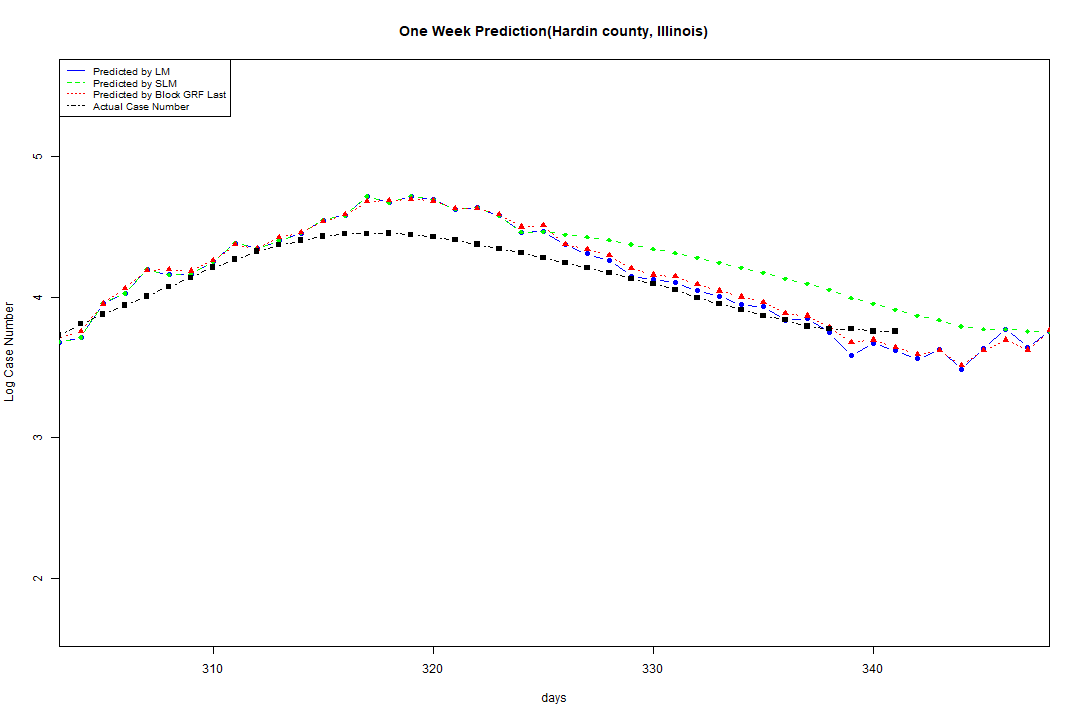 One Week Prediction(Hardin county, Illinois)
Predicted by LM
Predicted by SLM
Predicted by Block GRF Last
Actual Case Number
Log Case Number
5
4
3
2
310 320 330 340
days